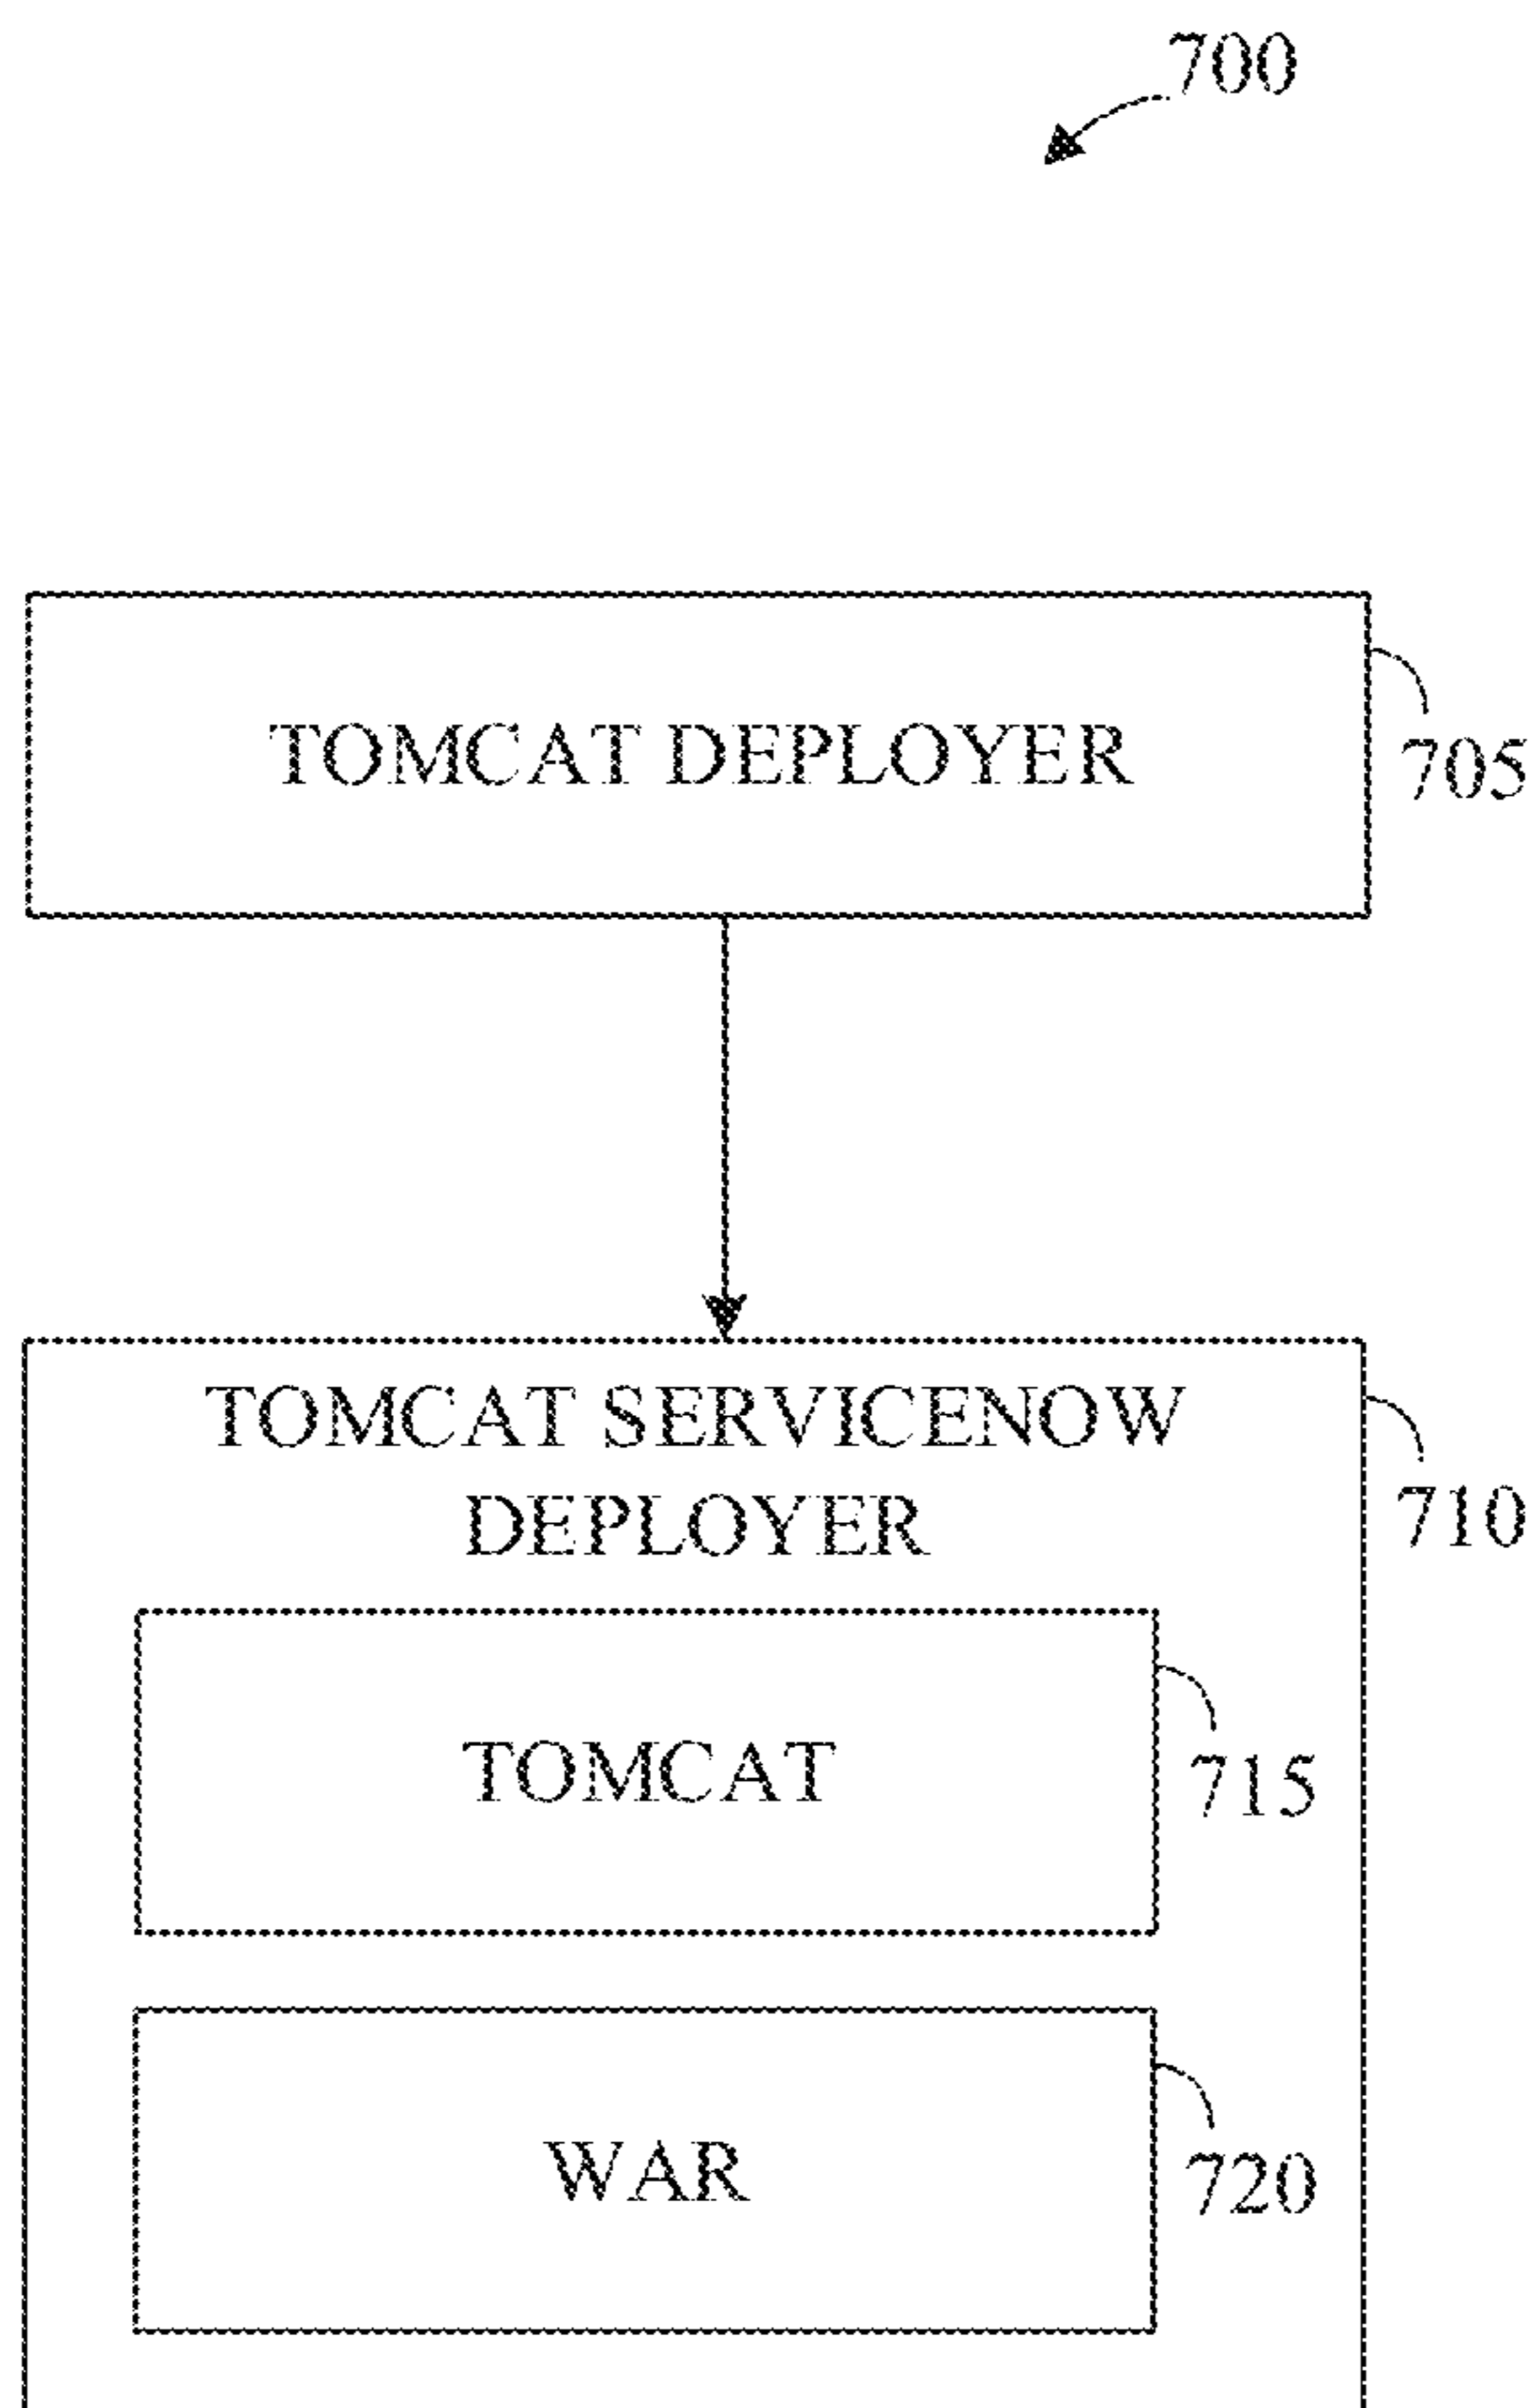 700
TOMCAT DEPLOYER
705
TOMCAT SERVICENOW
DEPLOYER
710
TOMCAT
715
WAR
720